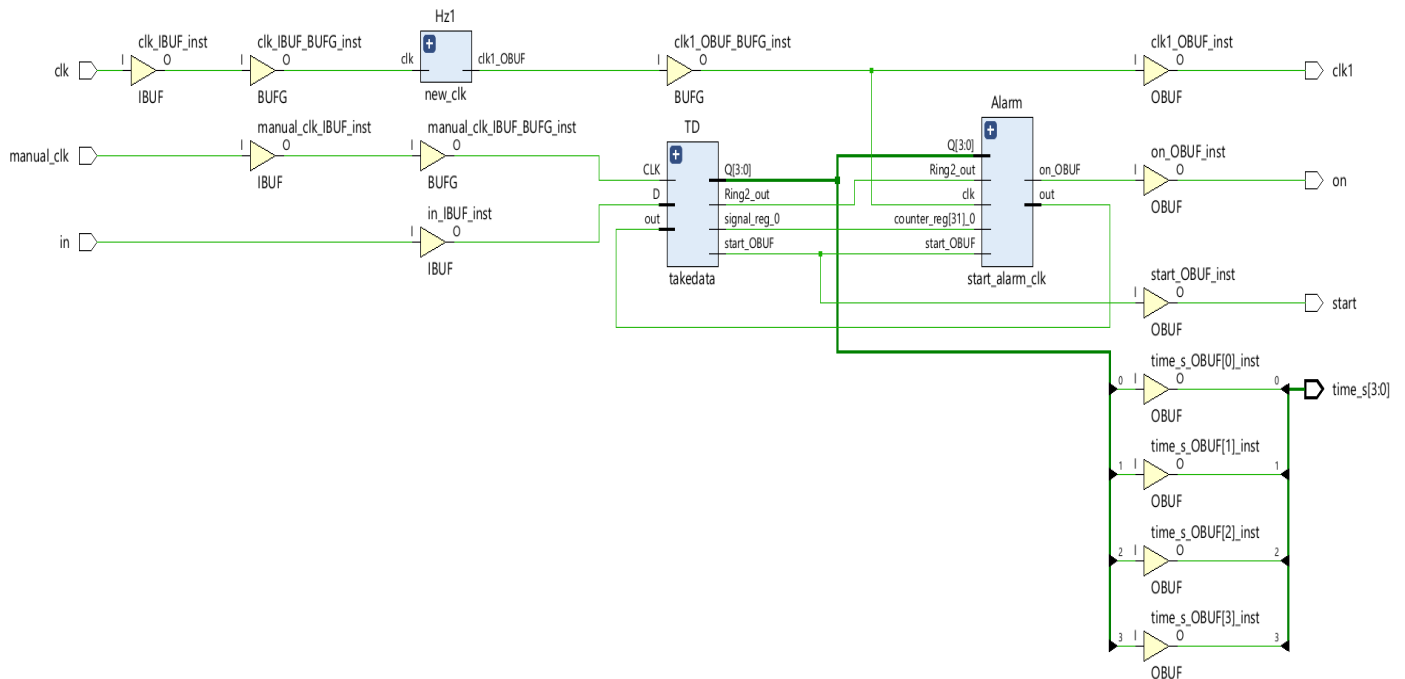 Hz1
clk_IBUF_inst
clk_IBUF_BUFG_inst
clk1_OBUF_BUFG_inst
clk1_OBUF_inst
clk
I
O
I
O
clk
clk1_OBUF
I
O
I
O
clk1
IBUF
BUFG
new_clk
BUFG
OBUF
Alarm
manual_clk_IBUF_inst
manual_clk_IBUF_BUFG_inst
TD
manual_clk
I
O
I
O
Q[3:0]
on_OBUF_inst
IBUF
BUFG
CLK
Q[3:0]
Ring2_out
on_OBUF
I
O
on
D
Ring2_out
clk
out
OBUF
in_IBUF_inst
out
signal_reg_0
counter_reg[31]_0
in
I
O
start_OBUF
start_OBUF
IBUF
takedata
start_alarm_clk
start_OBUF_inst
I
O
start
OBUF
time_s_OBUF[0]_inst
0
I
O
0
time_s[3:0]
OBUF
time_s_OBUF[1]_inst
1
I
O
1
OBUF
time_s_OBUF[2]_inst
2
I
O
2
OBUF
time_s_OBUF[3]_inst
3
I
O
3
OBUF